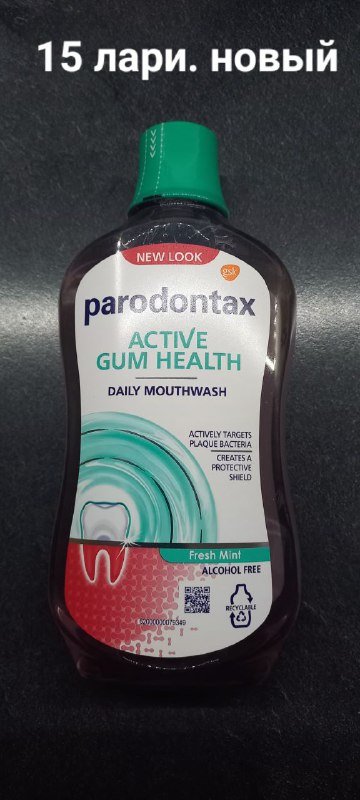 15 лари. новый
NEW LOOK
gsk
parodontax
ACTIVE
GUM HEALTH
DAILY MOUTHWASH
ACTIVELY TARGETS
PLAQUE BACTERIA
CREATES A
PROTECTIVE
SHIELD
Fresh Mint
ALCOHOL FREE
RECYCLABLE